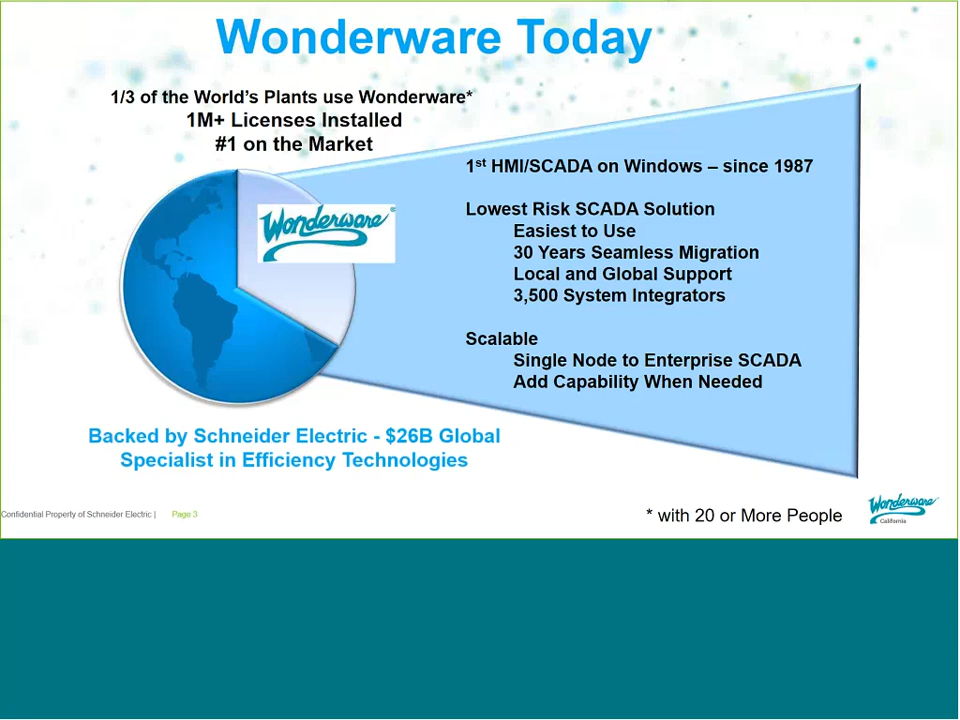 Wonderware Today
1/3 of the World's Plants use Wonderware*
1M+ Licenses Installed
#1 on the Market
Wonderware®
1st HMI/SCADA on Windows – since 1987
Lowest Risk SCADA Solution
Easiest to Use
30 Years Seamless Migration
Local and Global Support
3,500 System Integrators
Scalable
Single Node to Enterprise SCADA
Add Capability When Needed
Backed by Schneider Electric - $26B Global
Specialist in Efficiency Technologies
Confidential Property of Schneider Electric | Page 3
* with 20 or More People
Wonderware
California